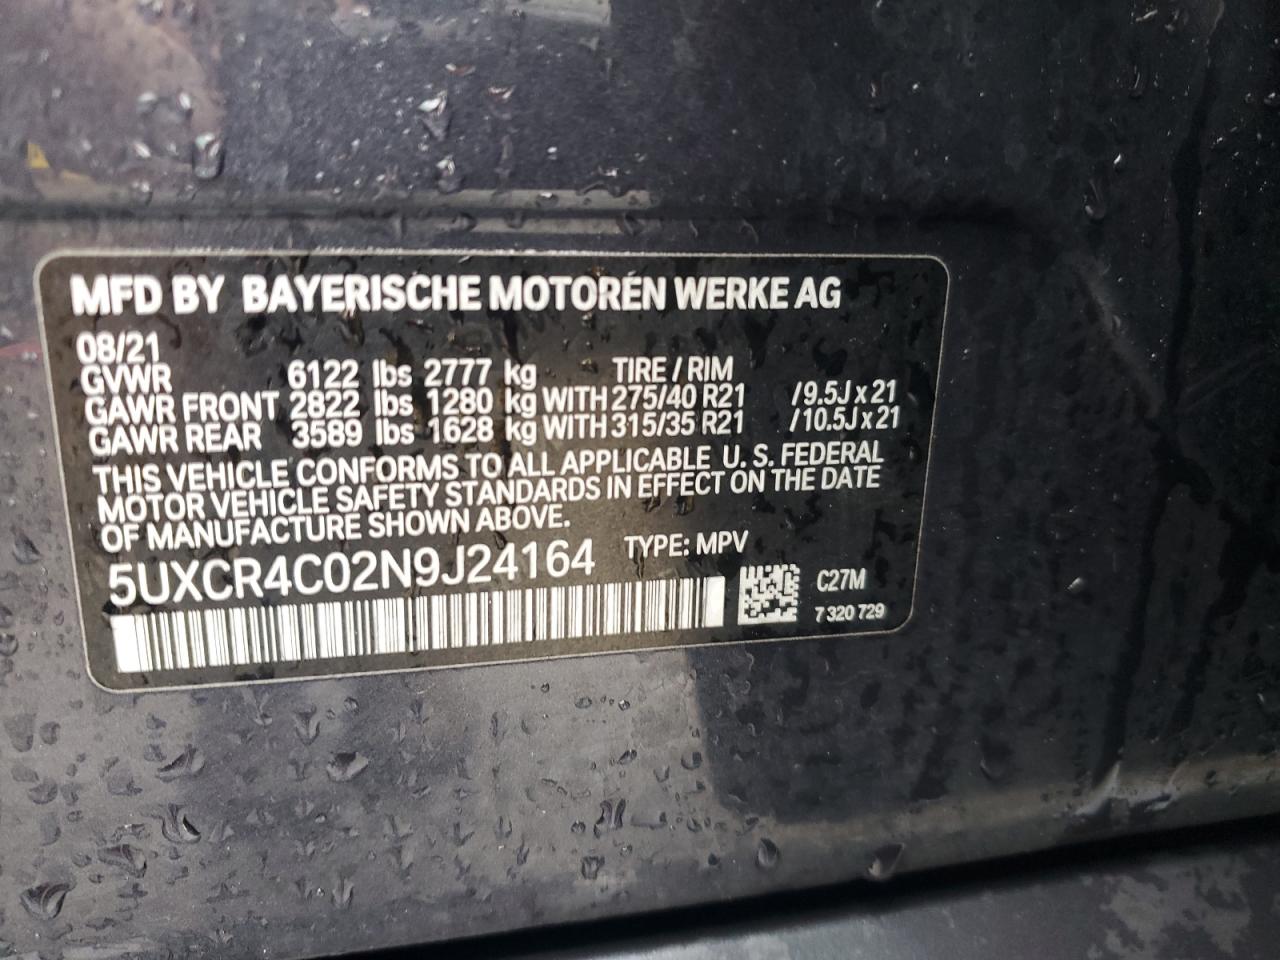 MFD BY BAYERISCHE MOTOREN WERKE AG
08/21
GVWR 6122 lbs 2777 kg TIRE / RIM
GAWR FRONT 2822 lbs 1280 kg WITH 275/40 R21 /9.5J x 21
GAWR REAR 3589 lbs 1628 kg WITH 315/35 R21 /10.5J x 21
THIS VEHICLE CONFORMS TO ALL APPLICABLE U. S. FEDERAL
MOTOR VEHICLE SAFETY STANDARDS IN EFFECT ON THE DATE
OF MANUFACTURE SHOWN ABOVE.
5UXCR4C02N9J24164 TYPE: MPV
C27M
7 320 729